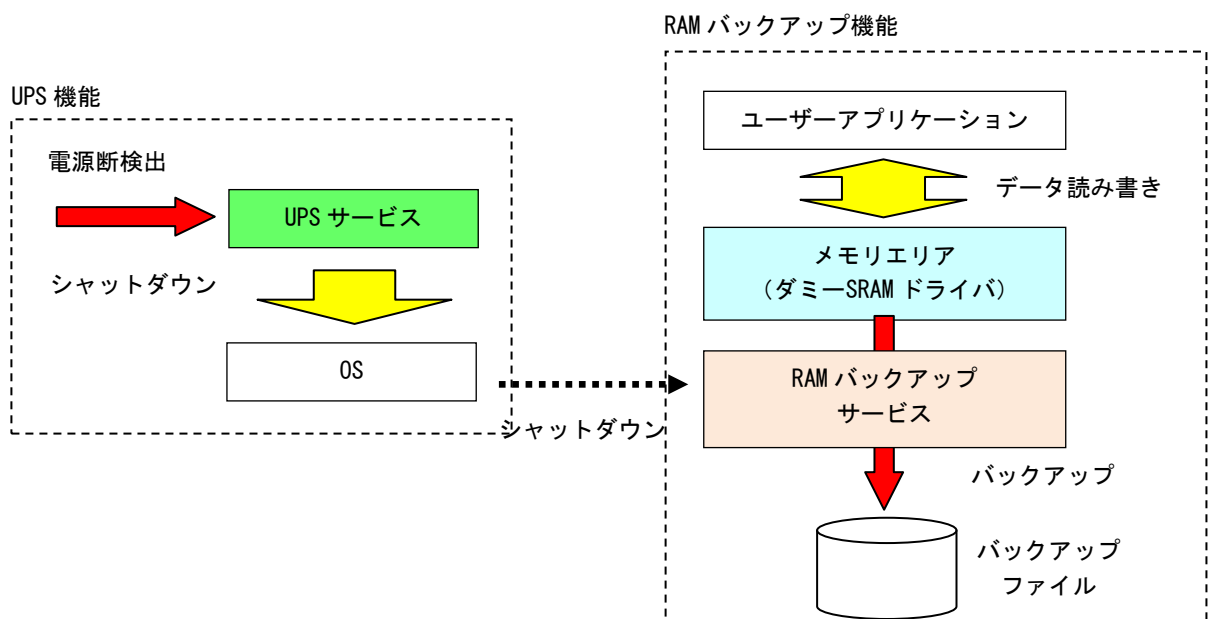 RAM バックアップ機能
UPS 機能
電源断検出
UPS サービス
シャットダウン
OS
シャットダウン
ユーザーアプリケーション
データ読み書き
メモリエリア
(ダミーSRAM ドライバ)
RAM バックアップ
サービス
バックアップ
バックアップ
ファイル